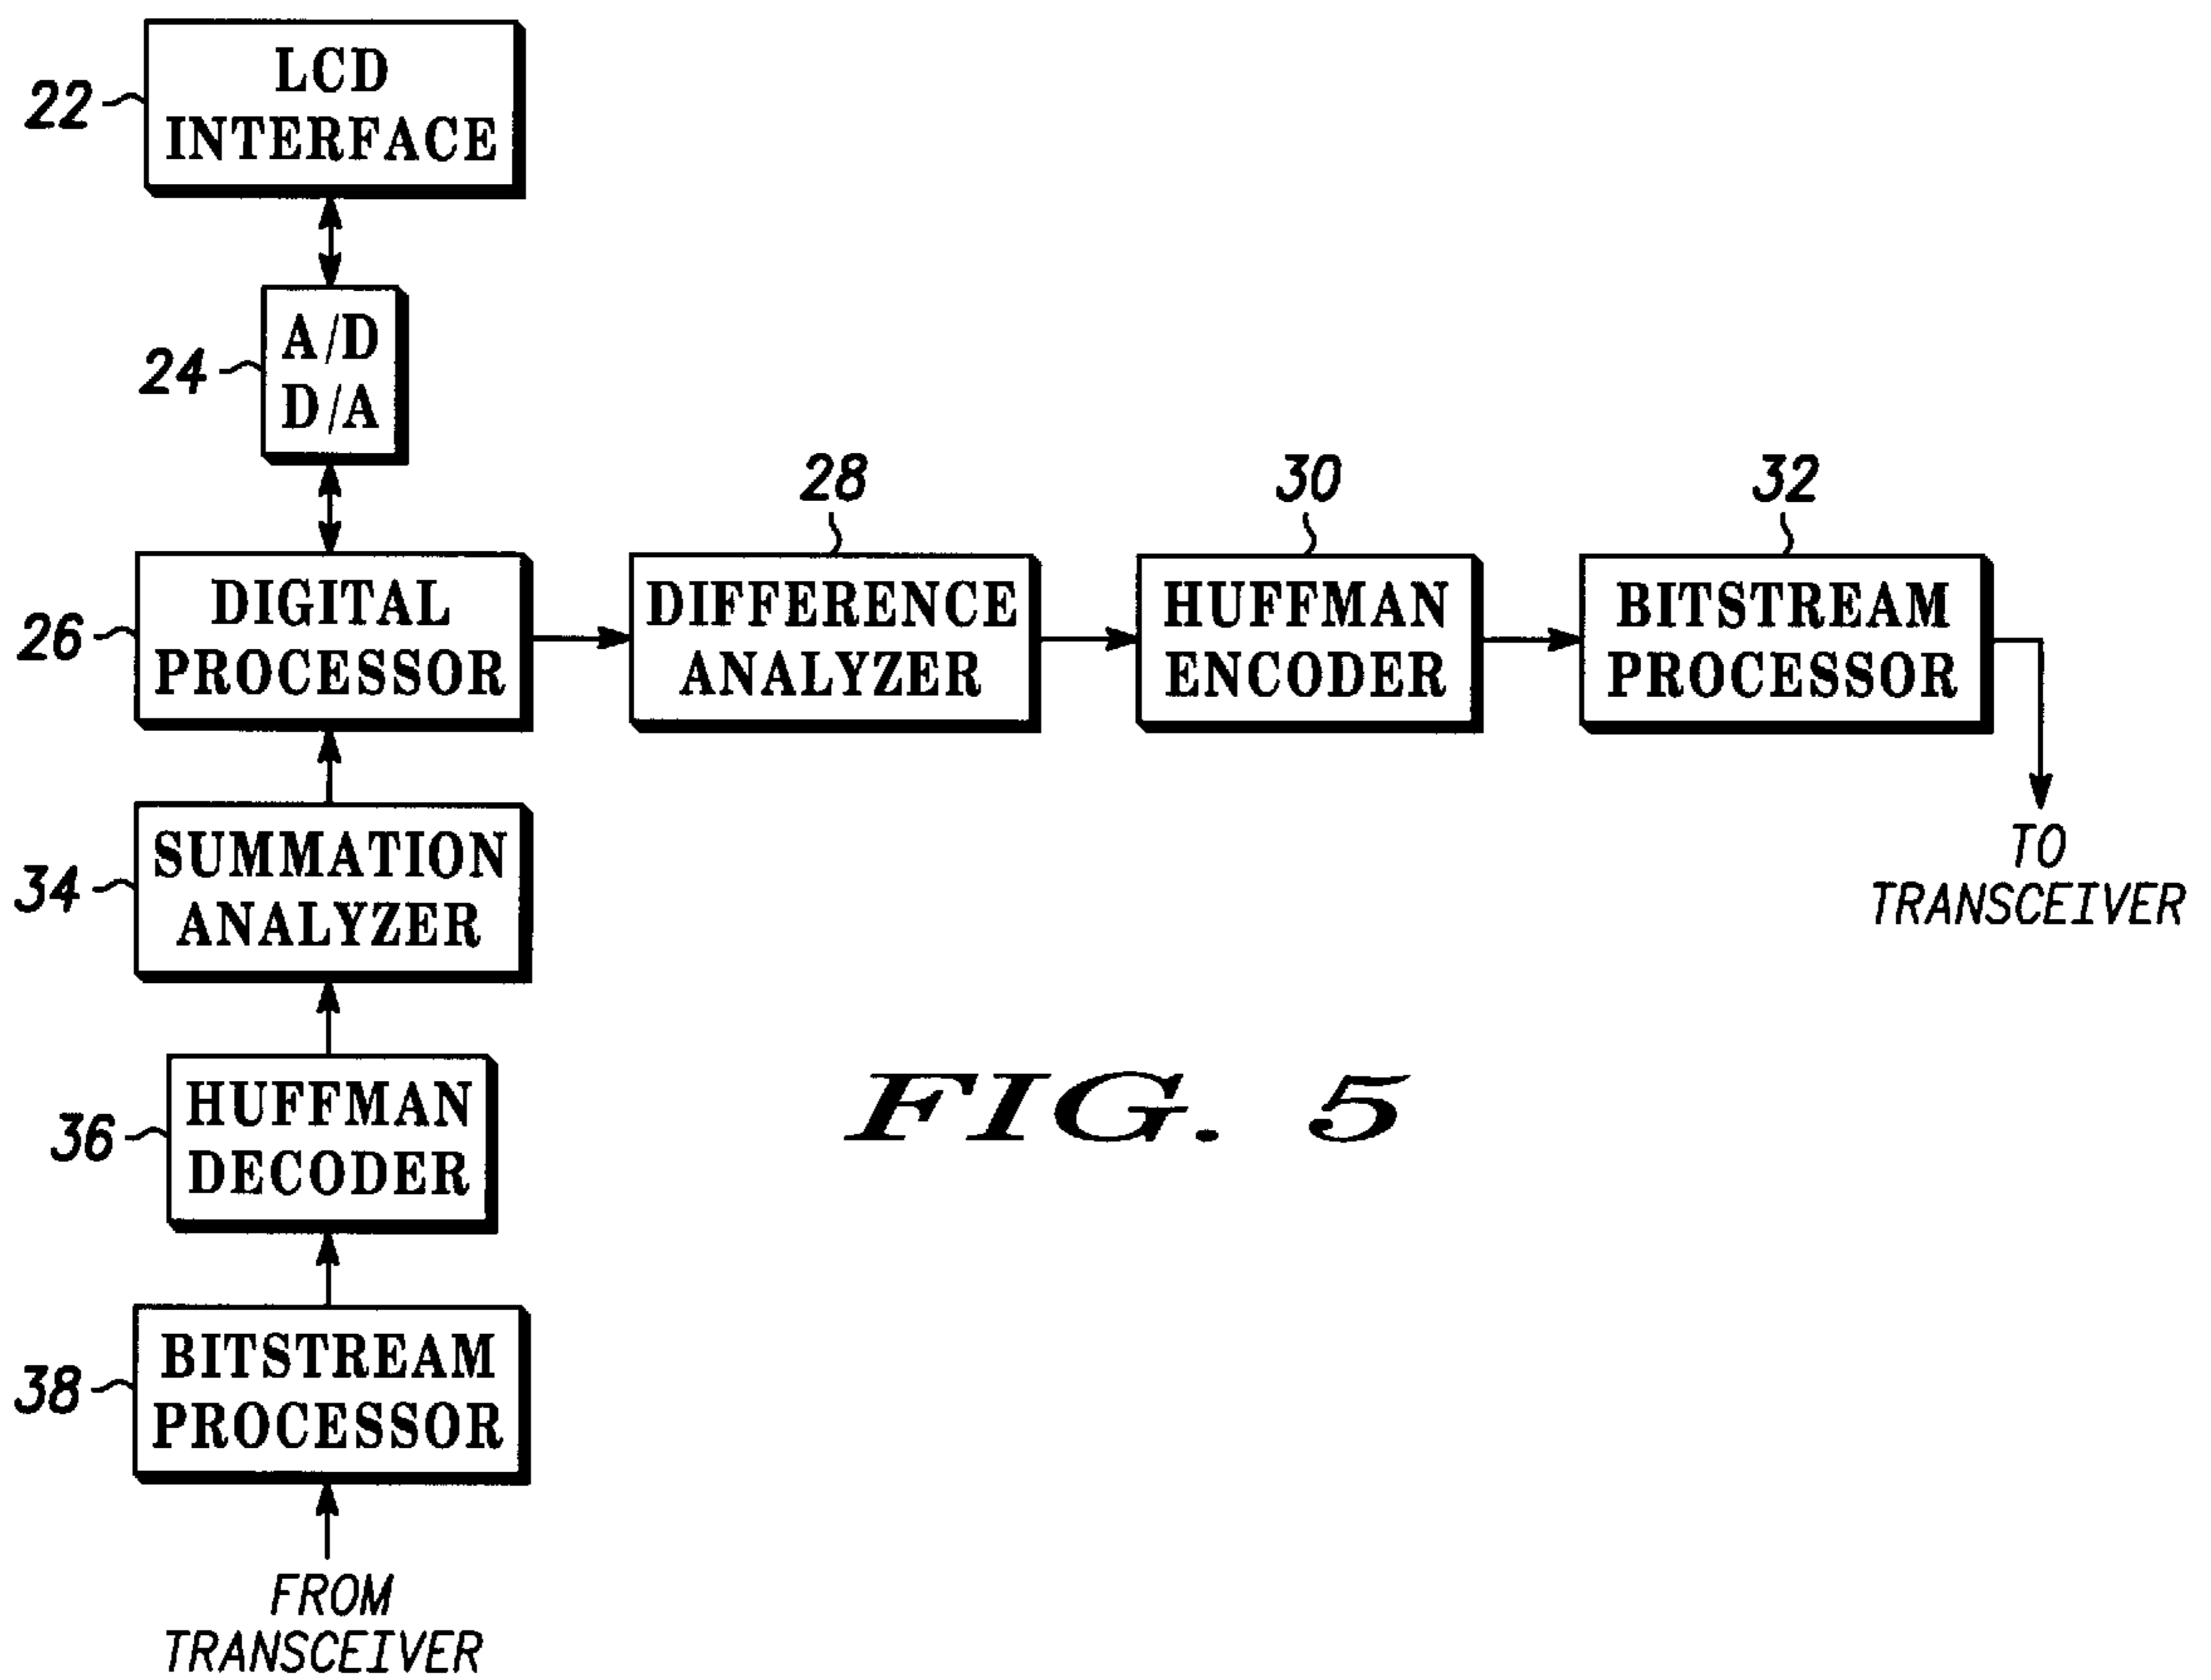 LCD
INTERFACE
22
A/D
D/A
24
DIGITAL
PROCESSOR
26
28
DIFFERENCE
ANALYZER
30
HUFFMAN
ENCODER
32
BITSTREAM
PROCESSOR
TO
TRANSCEIVER
SUMMATION
ANALYZER
34
HUFFMAN
DECODER
36
FIG. 5
BITSTREAM
PROCESSOR
38
FROM
TRANSCEIVER